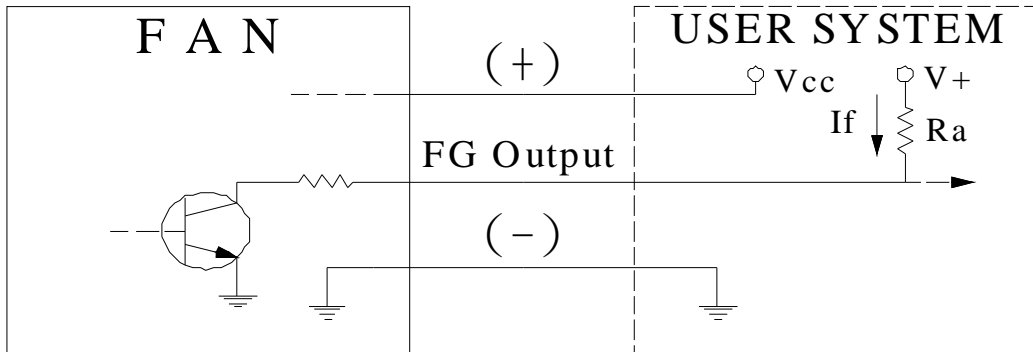 F A N
USER SYSTEM
(+)
Vcc
V+
If
Ra
FG Output
(-)